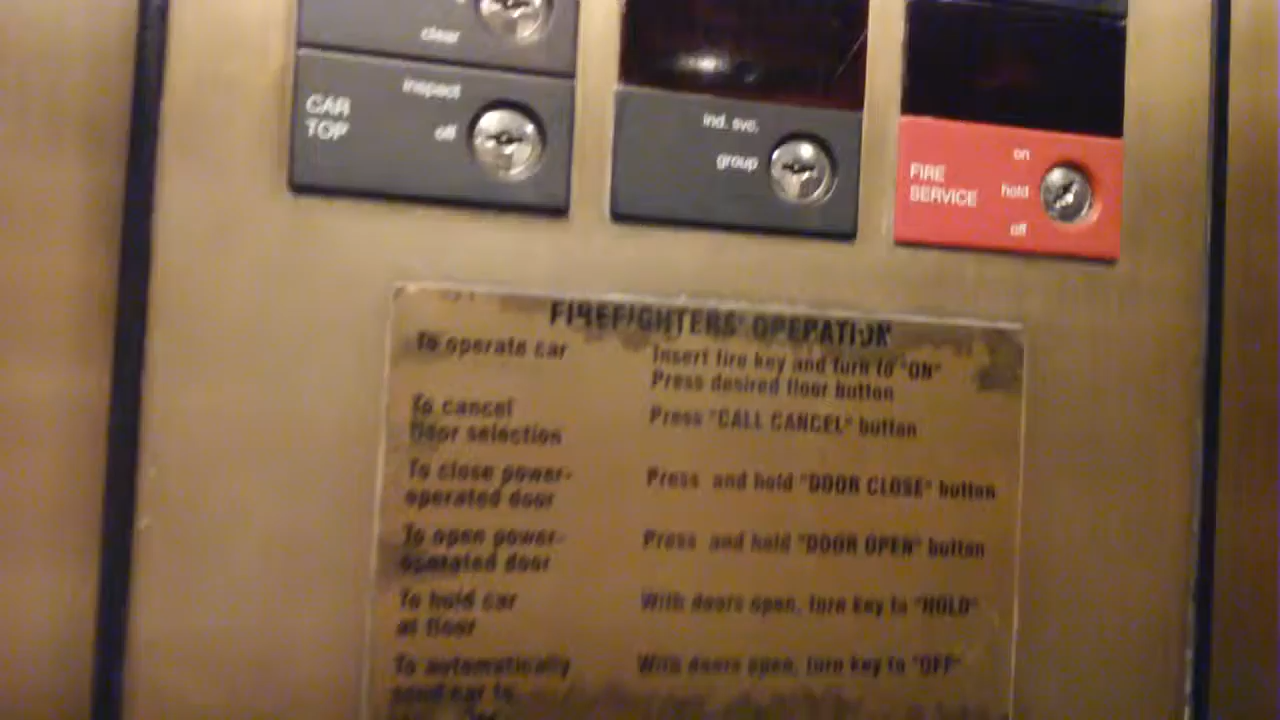 clear
inspect
CAR
TOP
off
ind. svc.
group
on
FIRE
SERVICE
hold
off
FIREFIGHTERS' OPERATION
To operate car
Insert fire key and turn to "ON"
Press desired floor button
To cancel
floor selection
Press "CALL CANCEL" button
To close power-
operated door
Press and hold "DOOR CLOSE" button
To open power-
operated door
Press and hold "DOOR OPEN" button
To hold car
at floor
With doors open, turn key to "HOLD"
To automatically
send car to
With doors open, turn key to "OFF"